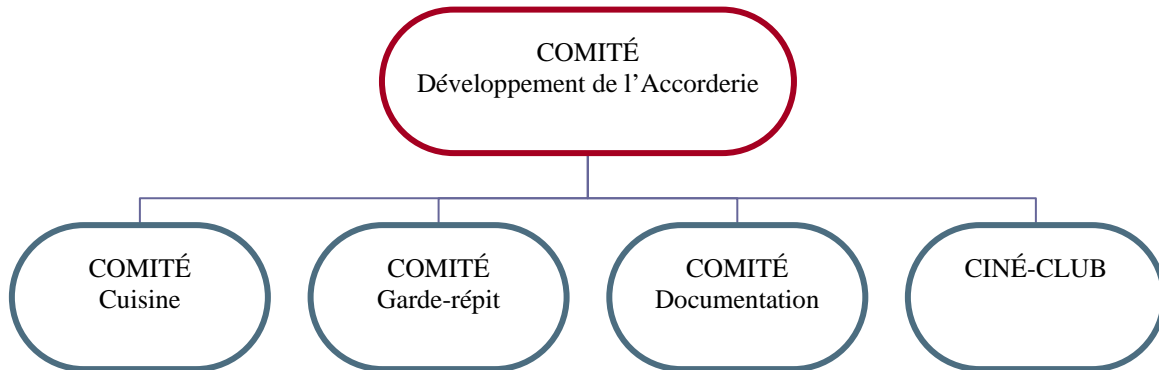 COMITÉ
Développement de l’Accorderie
COMITÉ
Cuisine
COMITÉ
Garde-répit
COMITÉ
Documentation
CINÉ-CLUB